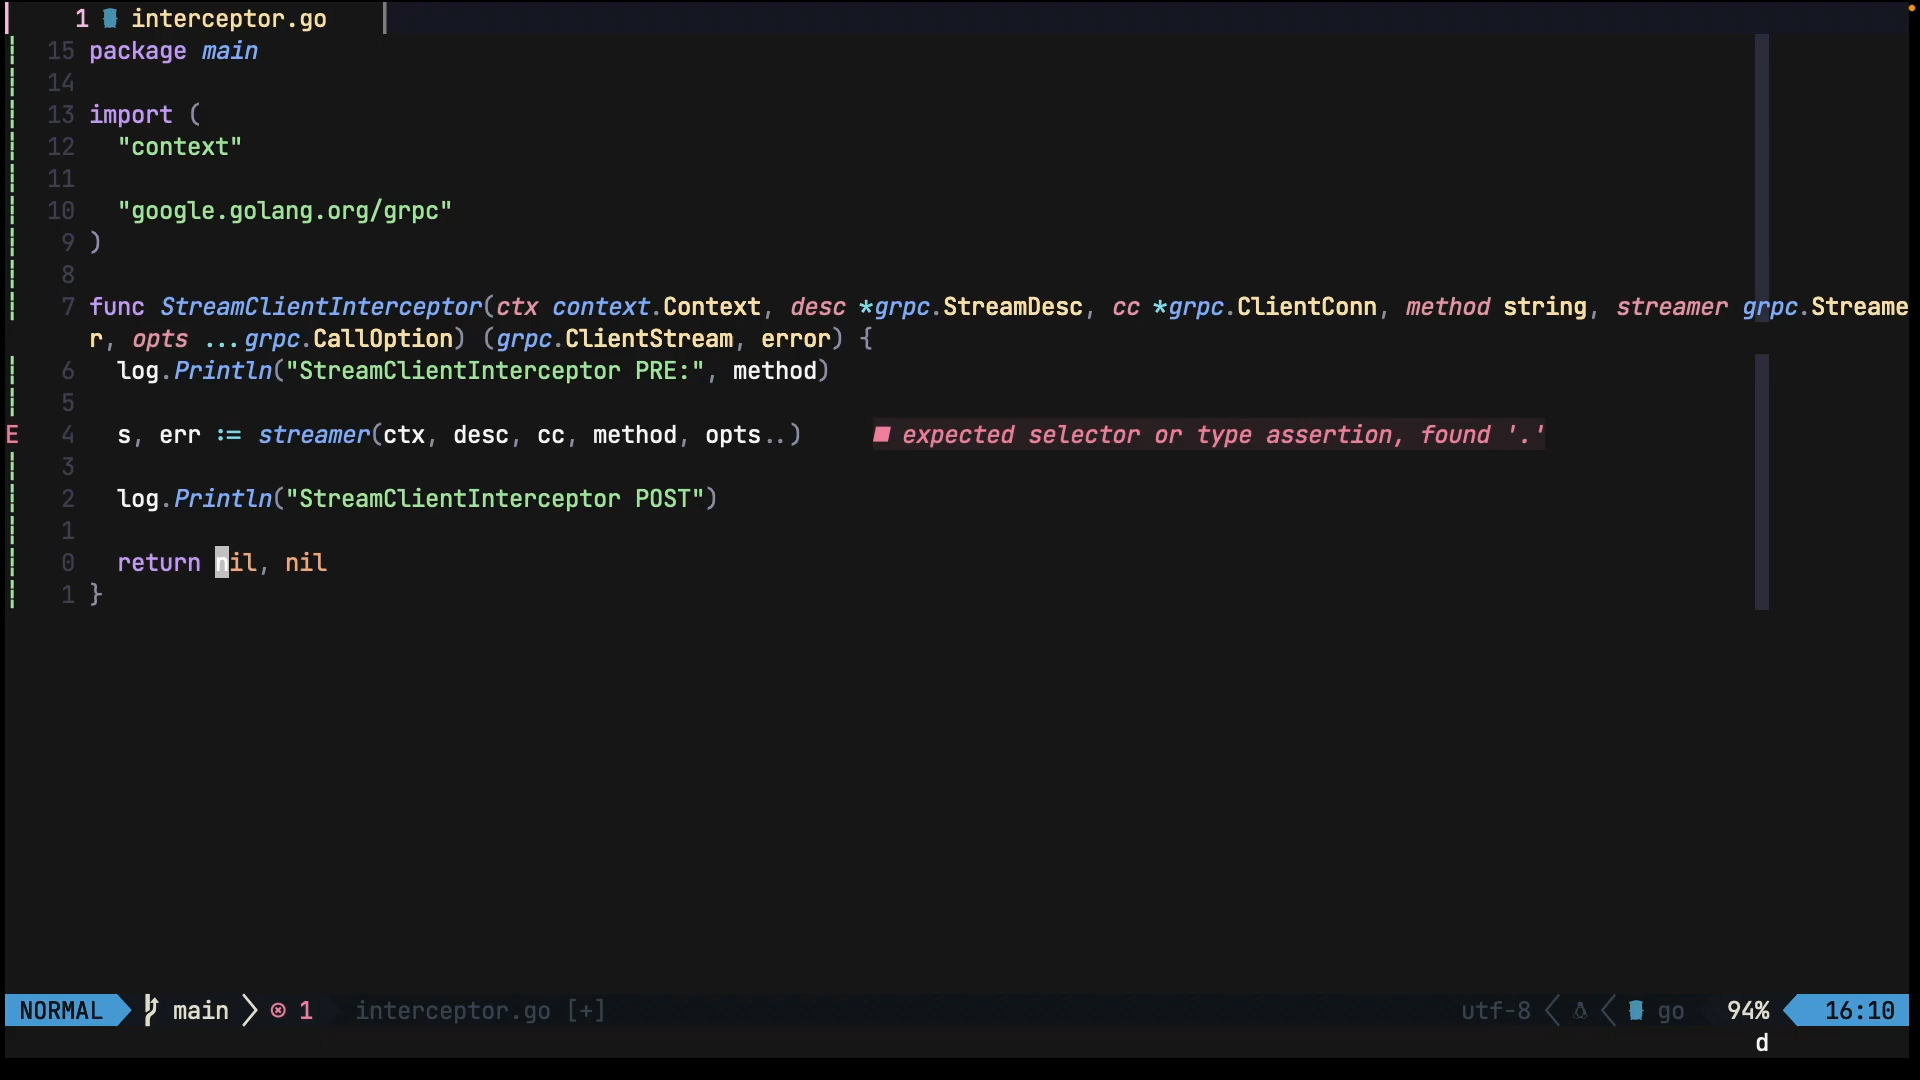 1 interceptor.go
15 package main
14
13 import (
12 "context"
11
10 "google.golang.org/grpc"
9 )
8
7 func StreamClientInterceptor(ctx context.Context, desc *grpc.StreamDesc, cc *grpc.ClientConn, method string, streamer grpc.Streame
r, opts ...grpc.CallOption) (grpc.ClientStream, error) {
6 log.Println("StreamClientInterceptor PRE:", method)
5
E 4 s, err := streamer(ctx, desc, cc, method, opts..) ■ expected selector or type assertion, found '.'
3
2 log.Println("StreamClientInterceptor POST")
1
0 return nil, nil
1 }
NORMAL main 1 interceptor.go [+] utf-8 go 94% 16:10
d